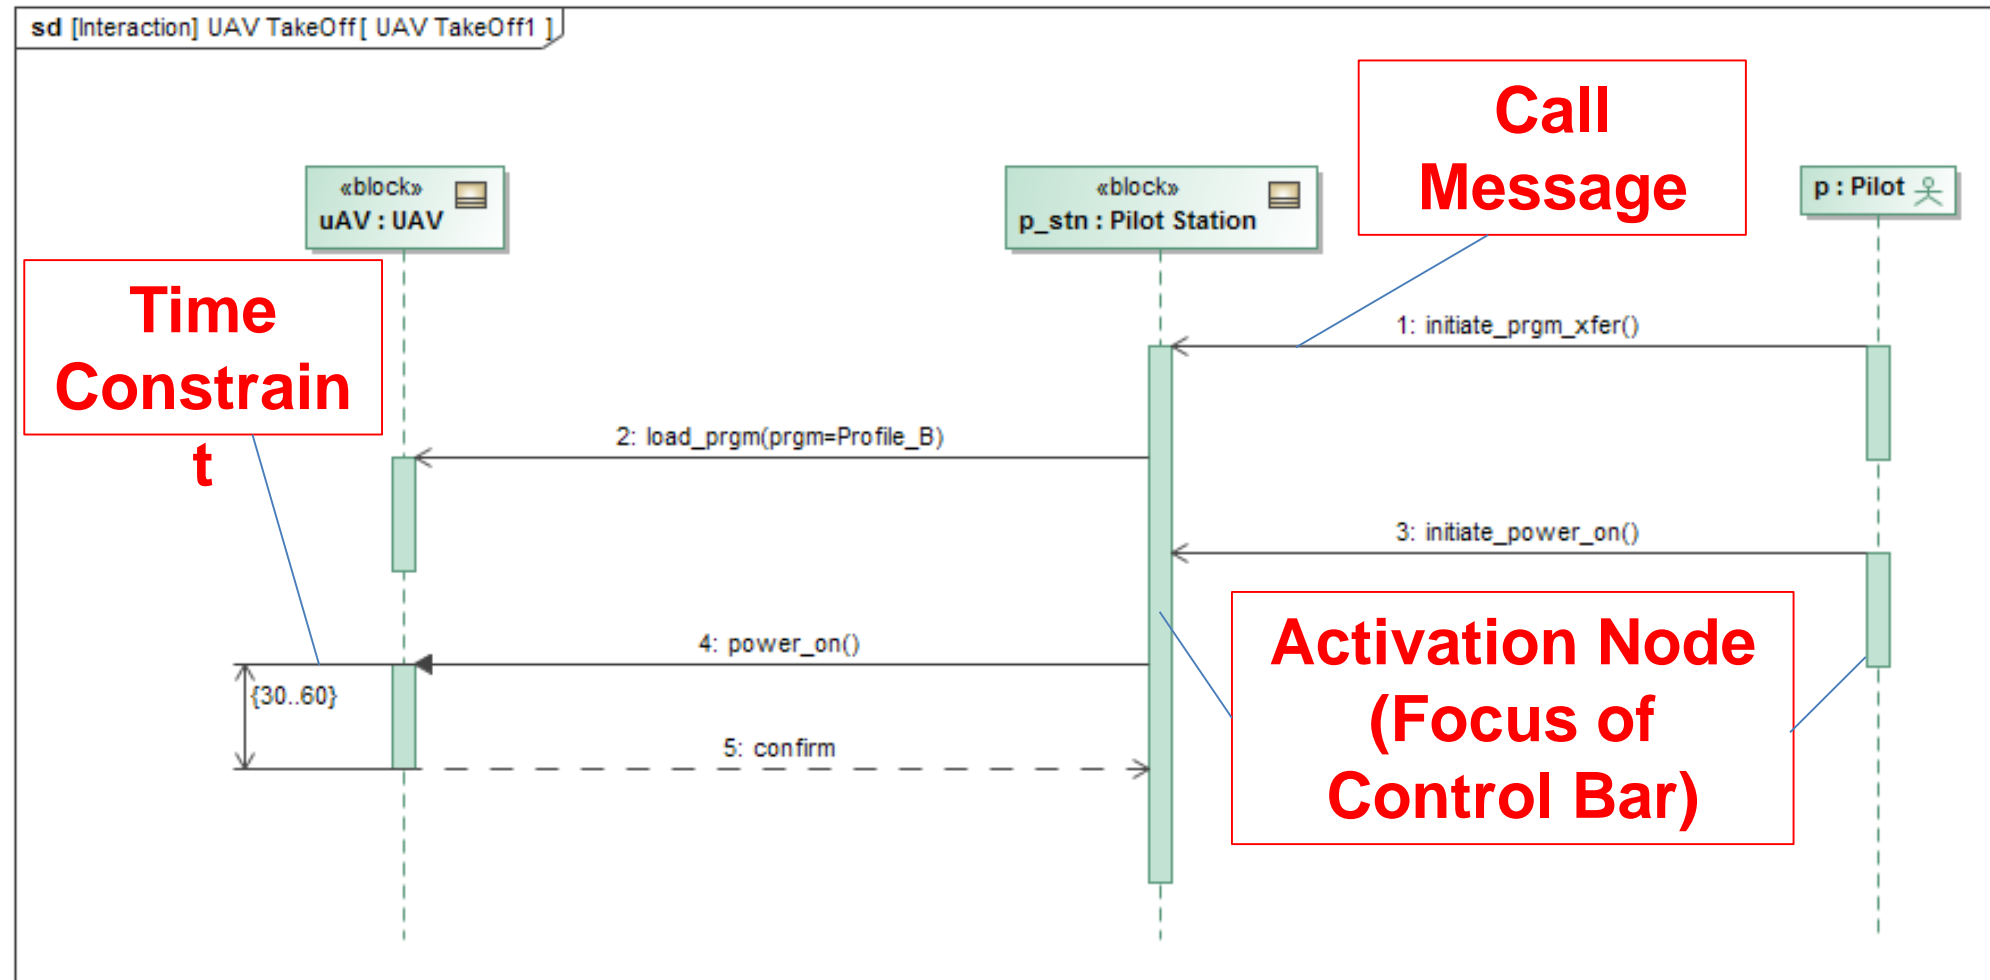 sd [Interaction] UAV TakeOff[ UAV TakeOff1 ]
Call
Message
«block»
uAV : UAV
«block»
p_stn : Pilot Station
p : Pilot
Time
Constrain
t
1: initiate_prgm_xfer()
2: load_prgm(prgm=Profile_B)
3: initiate_power_on()
4: power_on()
{30..60}
5: confirm
Activation Node
(Focus of
Control Bar)